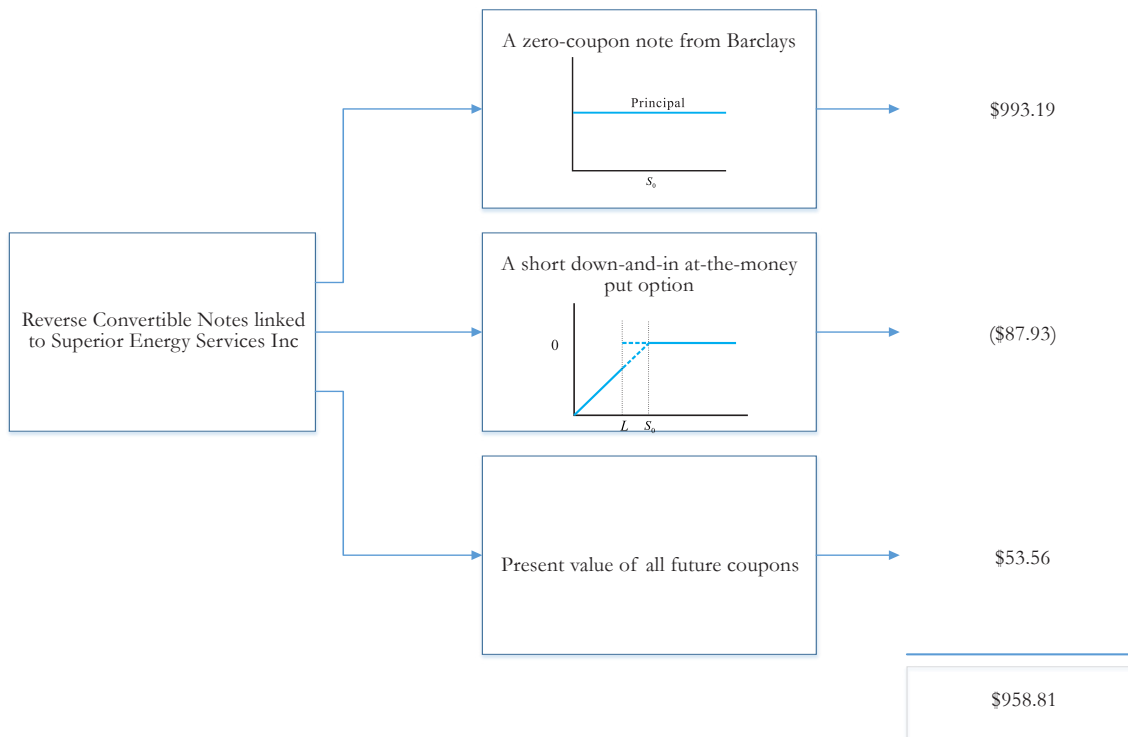 A zero-coupon note from Barclays
Principal
S₀
$993.19
Reverse Convertible Notes linked
to Superior Energy Services Inc
A short down-and-in at-the-money
put option
0
L S₀
($87.93)
Present value of all future coupons
$53.56
$958.81